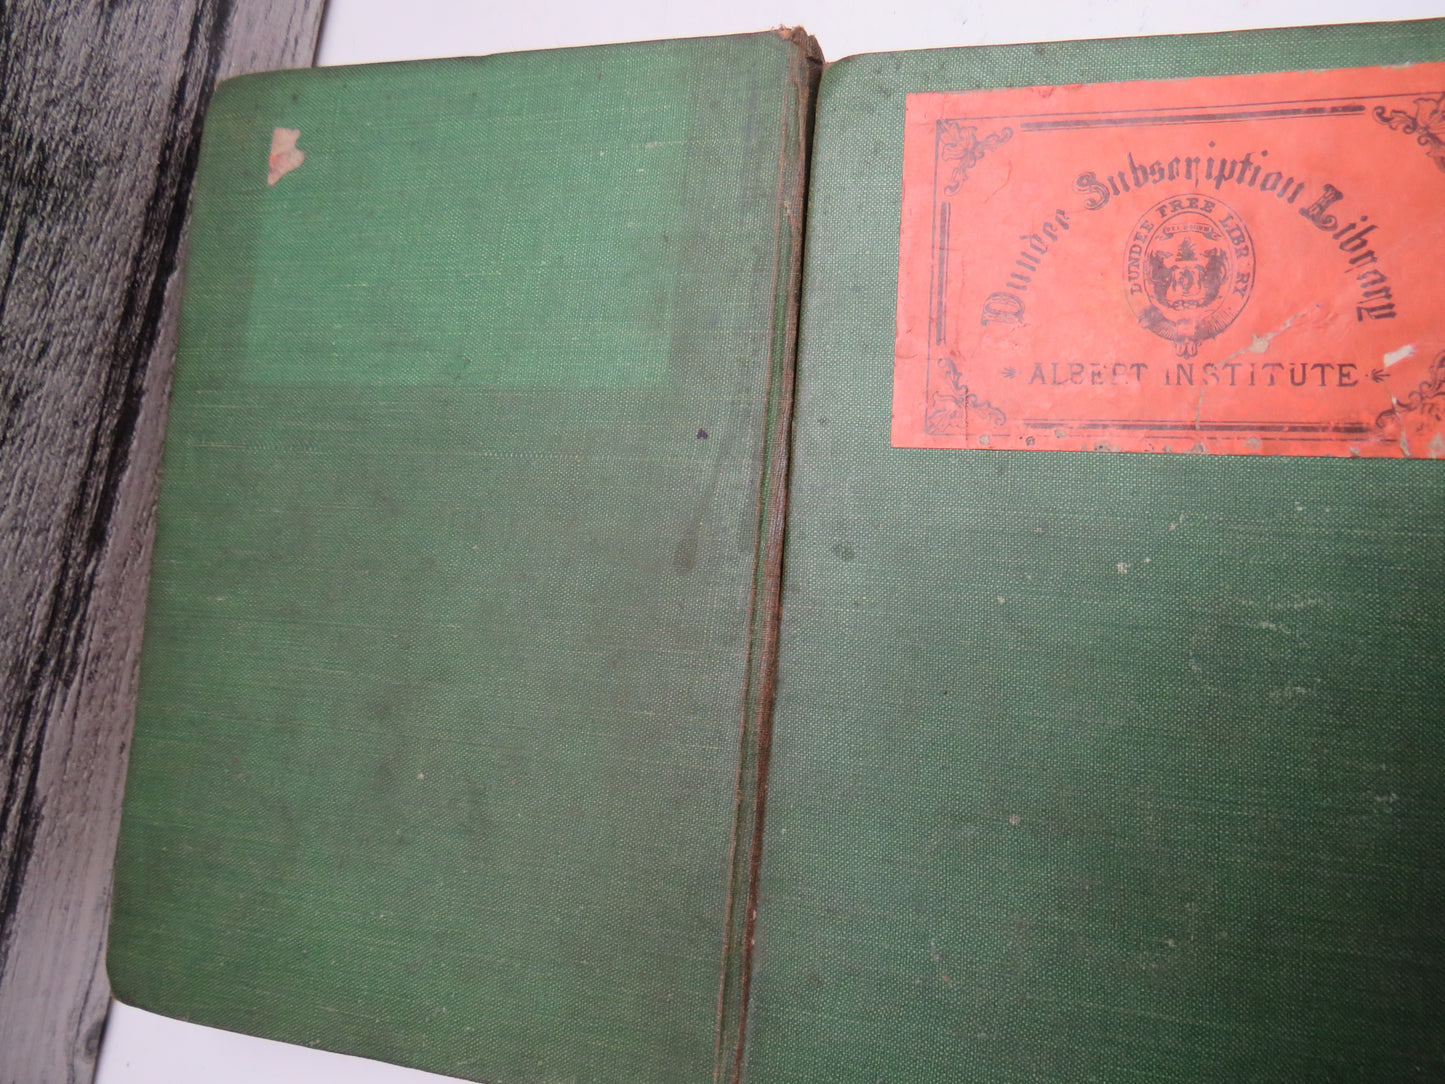 Dundee Subscription Library
DUNDEE FREE LIBRARY
ALBERT INSTITUTE